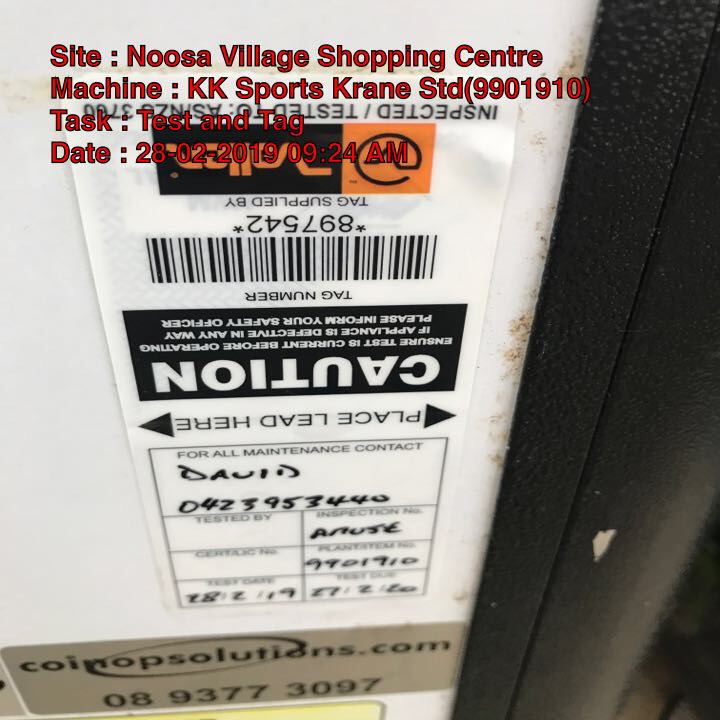 Site : Noosa Village Shopping Centre
Machine : KK Sports Krane Std(9901910)
Task : Test and Tag
Date : 28-02-2019 09:24 AM
INSPECTED / TESTED TO: AS/NZS 3760
TAG SUPPLIED BY
*897542*
TAG NUMBER
CAUTION
ENSURE TEST IS CURRENT BEFORE OPERATING
IF APPLIANCE IS DEFECTIVE IN ANY WAY
PLEASE INFORM YOUR SAFETY OFFICER
PLACE LEAD HERE
FOR ALL MAINTENANCE CONTACT
DAVID
0423953440
TESTED BY INSPECTION No.
AMUSE
CERT/LIC No. PLANT/ITEM No.
9901910
TEST DATE TEST DUE
28/2/19 27/2/20
coinopsolutions.com
08 9377 3097